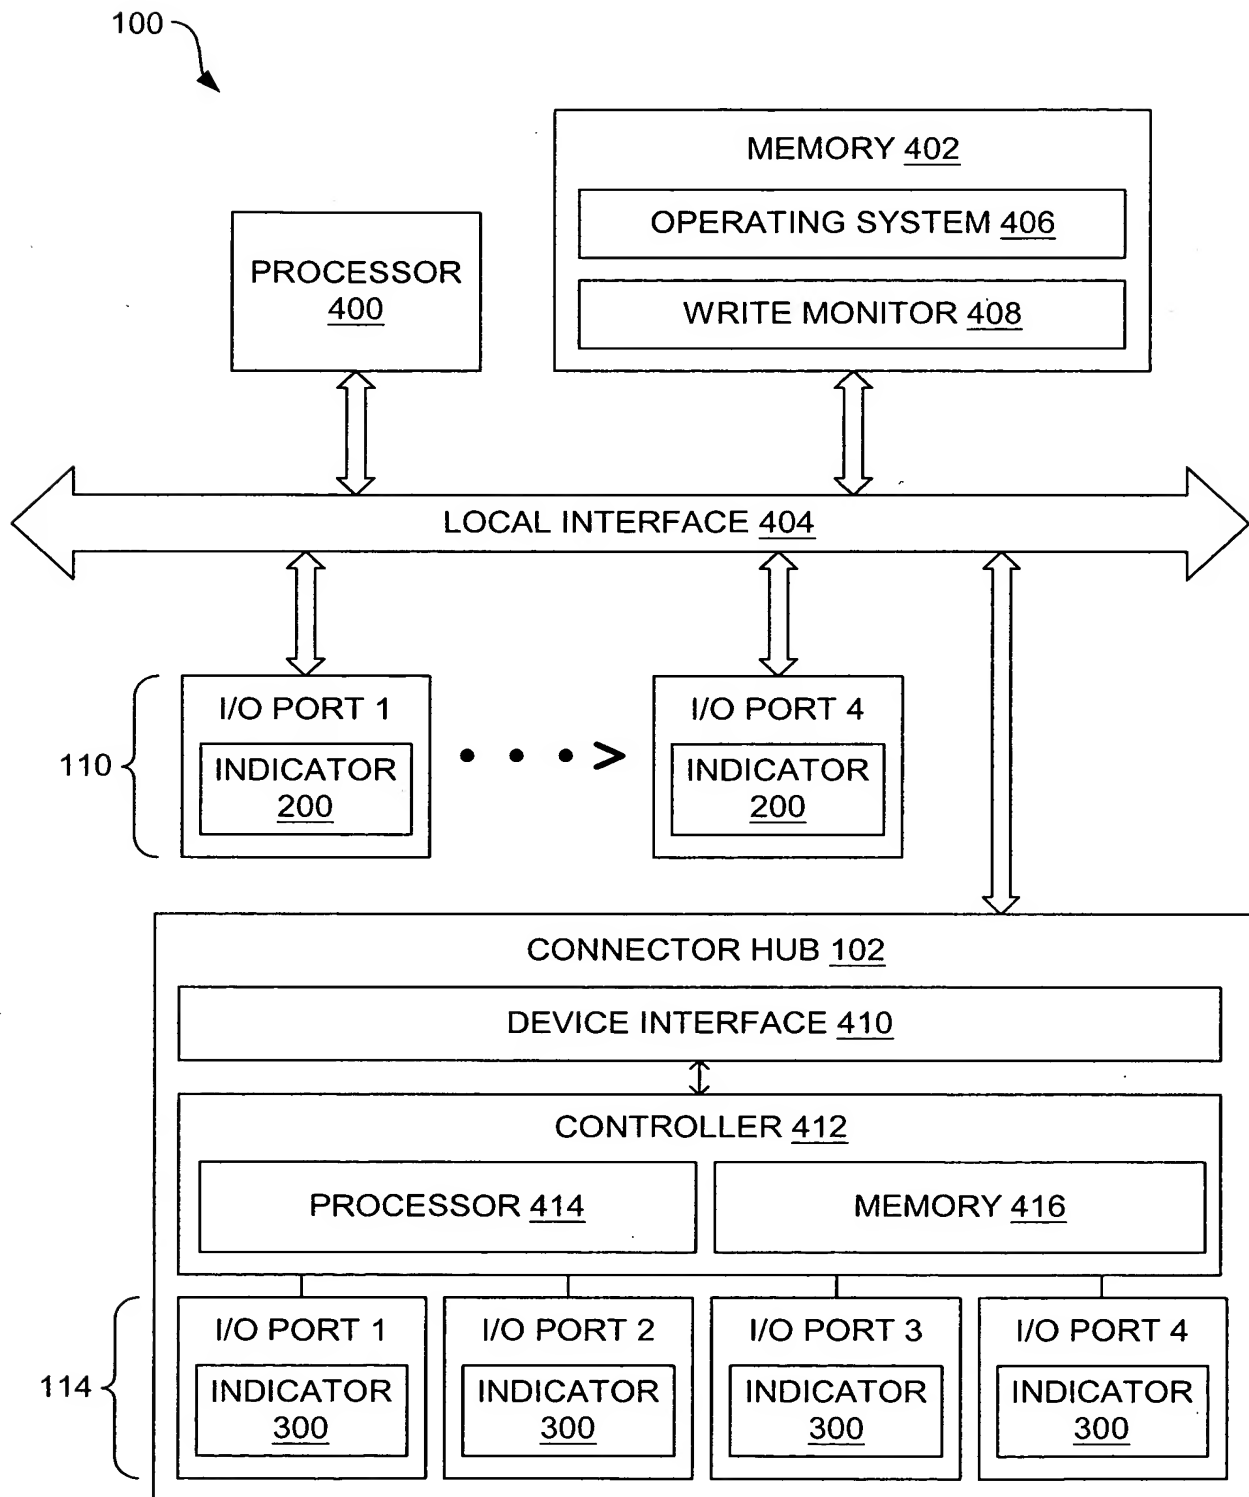 100
MEMORY 402
OPERATING SYSTEM 406
WRITE MONITOR 408
PROCESSOR
400
LOCAL INTERFACE 404
110
I/O PORT 1
INDICATOR
200
I/O PORT 4
INDICATOR
200
CONNECTOR HUB 102
DEVICE INTERFACE 410
CONTROLLER 412
PROCESSOR 414
MEMORY 416
114
I/O PORT 1
INDICATOR
300
I/O PORT 2
INDICATOR
300
I/O PORT 3
INDICATOR
300
I/O PORT 4
INDICATOR
300